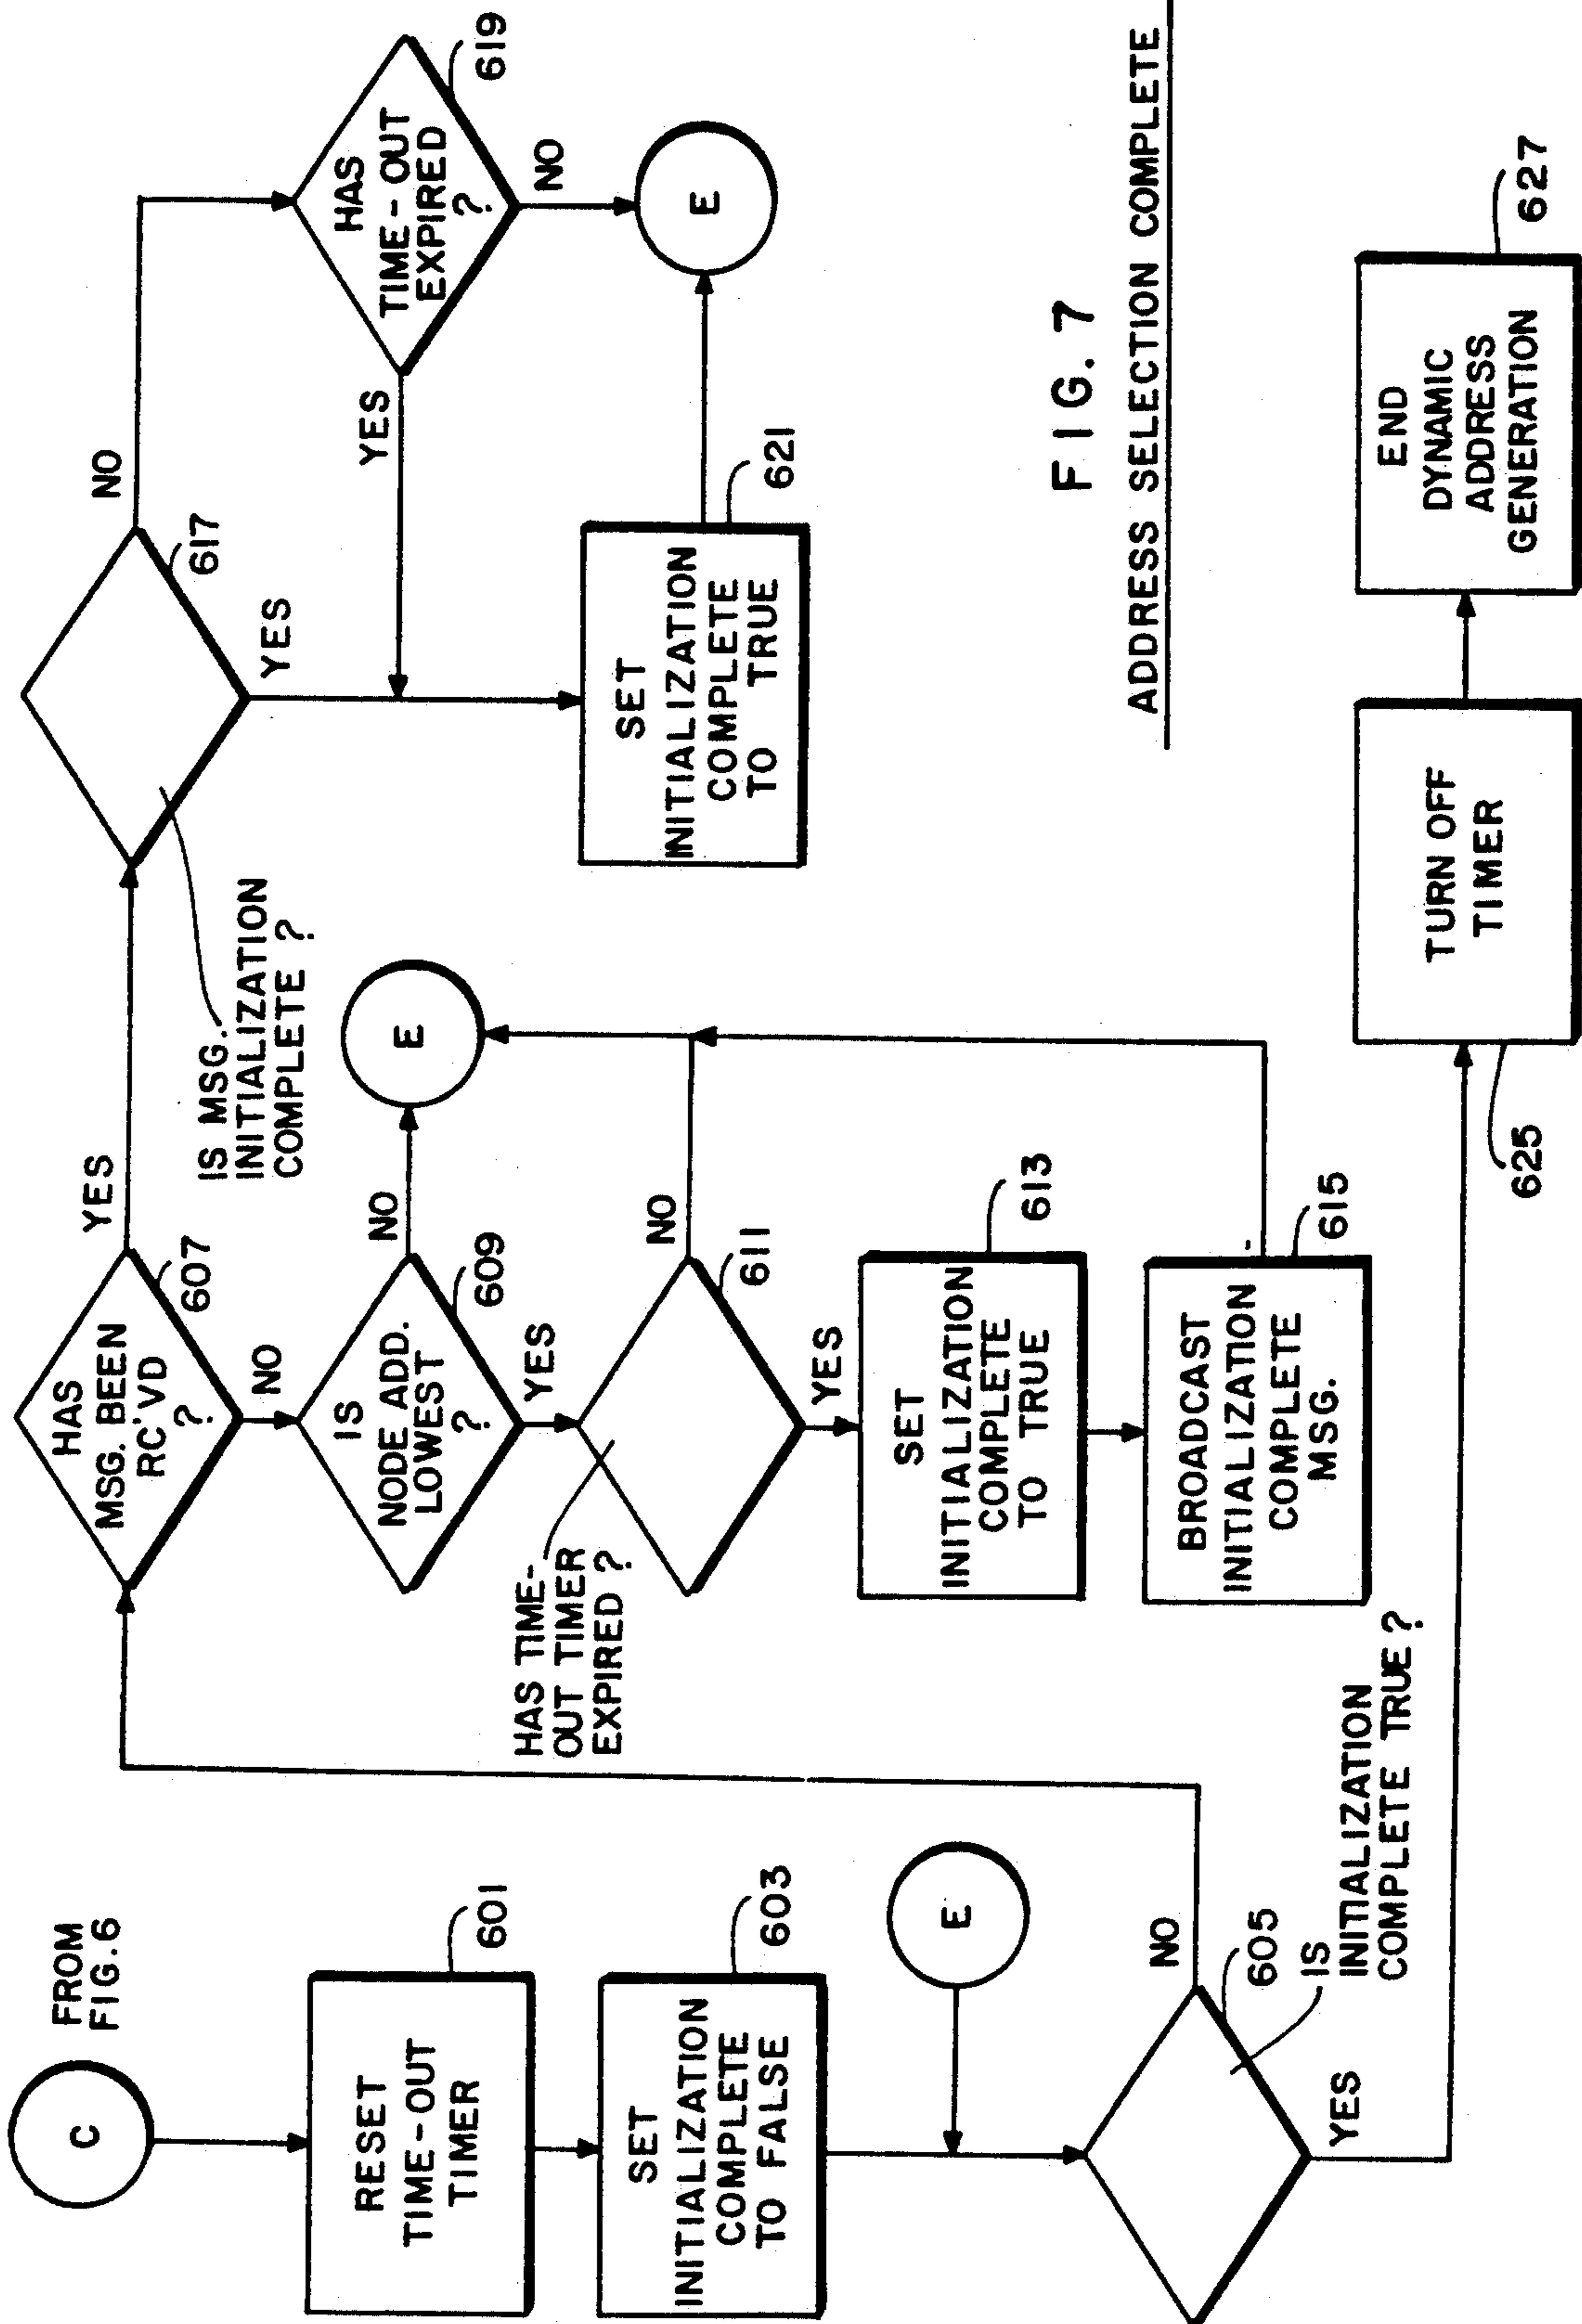 C
FROM
FIG.6
RESET
TIME-OUT
TIMER
601
SET
INITIALIZATION
COMPLETE
TO FALSE
603
E
605
IS
INITIALIZATION
COMPLETE TRUE?
NO
YES
HAS
MSG. BEEN
RC'VD
?
607
YES
NO
IS
NODE ADD.
LOWEST
?
609
NO
YES
E
HAS TIME-
OUT TIMER
EXPIRED ?
611
NO
YES
SET
INITIALIZATION
COMPLETE
TO TRUE
613
BROADCAST
INITIALIZATION
COMPLETE
MSG.
615
IS MSG.
INITIALIZATION
COMPLETE ?
617
NO
YES
HAS
TIME-OUT
EXPIRED
?
619
YES
NO
SET
INITIALIZATION
COMPLETE
TO TRUE
621
E
TURN OFF
TIMER
625
END
DYNAMIC
ADDRESS
GENERATION
627
FIG. 7
ADDRESS SELECTION COMPLETE